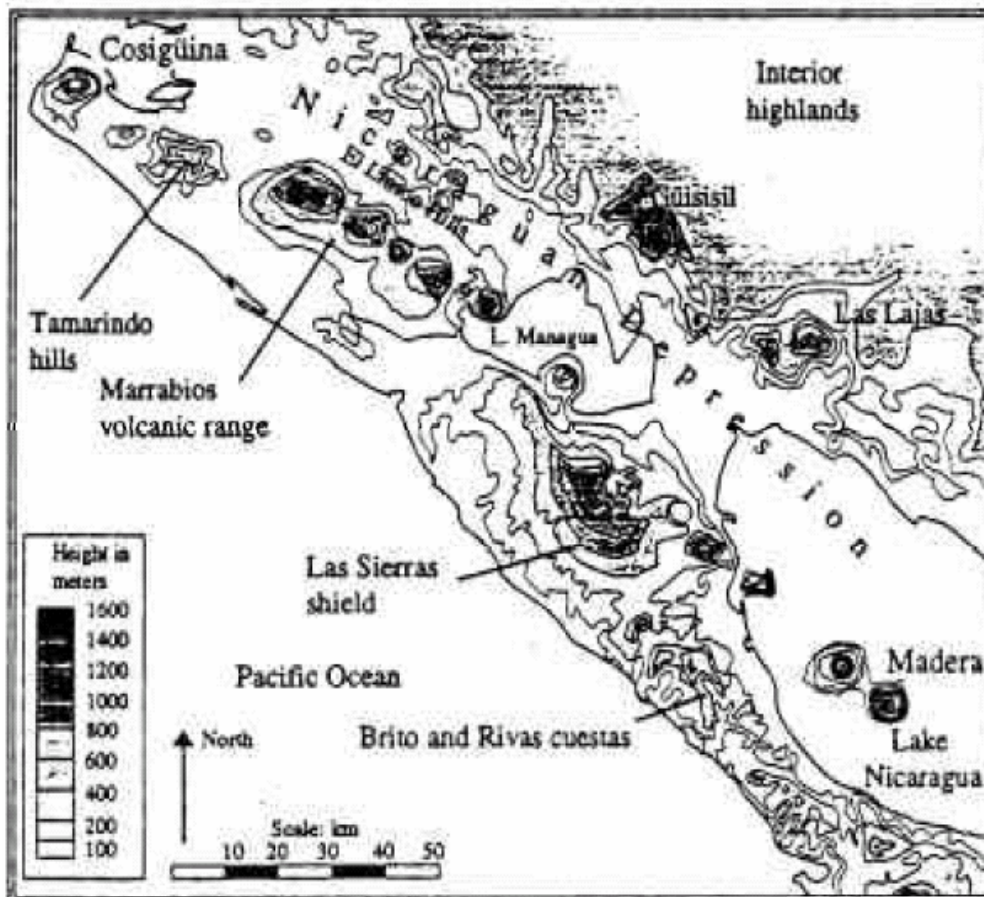 Cosigüina
Interior
highlands
Nicaraguan Depression
Las Lajas
Tamarindo
hills
L. Managua
Marrabios
volcanic range
Height in
meters
1600
1400
1200
1000
800
600
400
200
100
Las Sierras
shield
Pacific Ocean
Madera
North
Brito and Rivas cuestas
Lake
Nicaragua
Scale: km
10 20 30 40 50